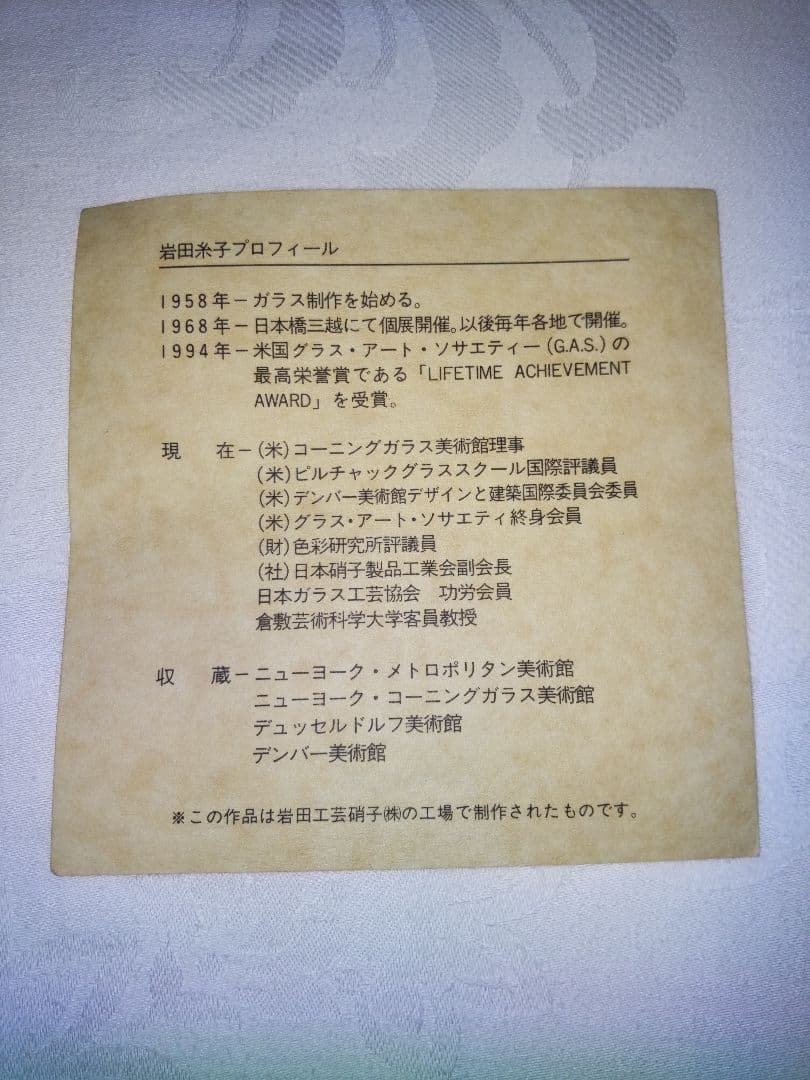 岩田糸子プロフィール
1958年－ガラス制作を始める。
1968年－日本橋三越にて個展開催。以後毎年各地で開催。
1994年－米国グラス・アート・ソサエティー(G.A.S.)の
最高栄誉賞である「LIFETIME ACHIEVEMENT
AWARD」を受賞。
現　在－(米)コーニングガラス美術館理事
(米)ピルチャックグラススクール国際評議員
(米)デンバー美術館デザインと建築国際委員会委員
(米)グラス・アート・ソサエティ終身会員
(財)色彩研究所評議員
(社)日本硝子製品工業会副会長
日本ガラス工芸協会　功労会員
倉敷芸術科学大学客員教授
収　蔵－ニューヨーク・メトロポリタン美術館
ニューヨーク・コーニングガラス美術館
デュッセルドルフ美術館
デンバー美術館
※この作品は岩田工芸硝子㈱の工場で制作されたものです。